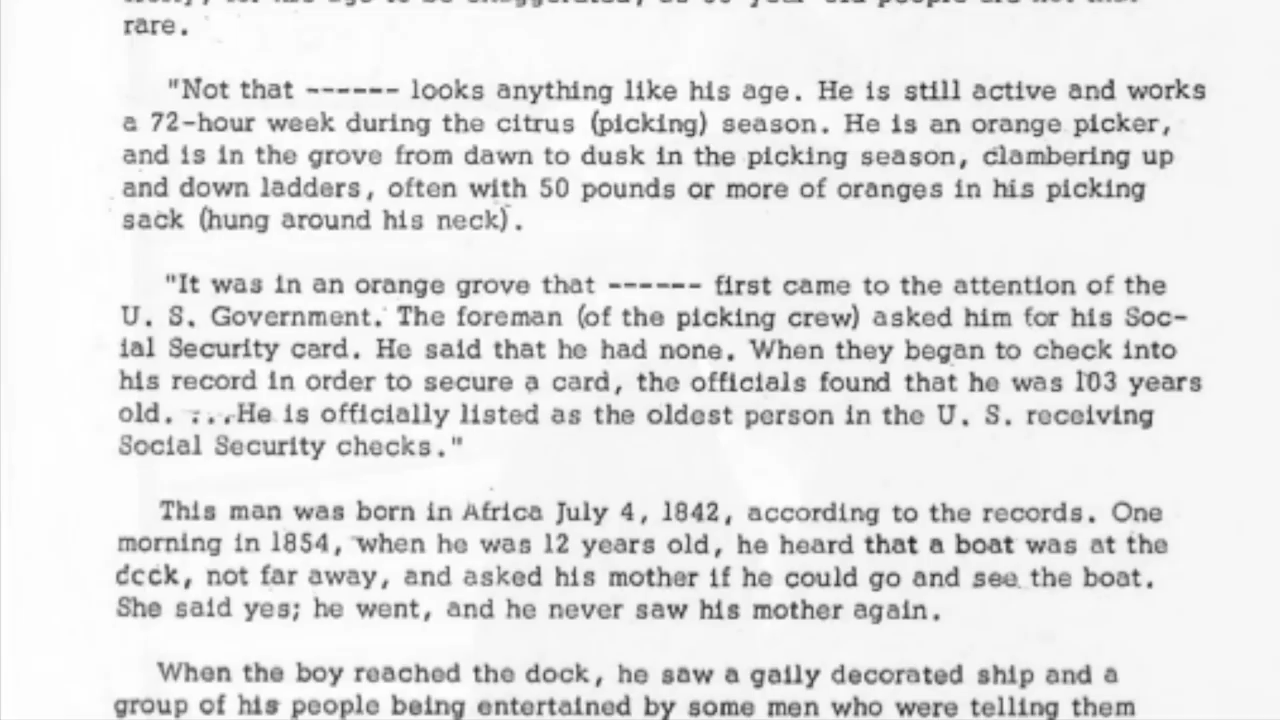 rare.
"Not that ------ looks anything like his age. He is still active and works
a 72-hour week during the citrus (picking) season. He is an orange picker,
and is in the grove from dawn to dusk in the picking season, clambering up
and down ladders, often with 50 pounds or more of oranges in his picking
sack (hung around his neck).
"It was in an orange grove that ------ first came to the attention of the
U. S. Government. The foreman (of the picking crew) asked him for his Soc-
ial Security card. He said that he had none. When they began to check into
his record in order to secure a card, the officials found that he was 103 years
old. ....He is officially listed as the oldest person in the U. S. receiving
Social Security checks."
This man was born in Africa July 4, 1842, according to the records. One
morning in 1854, when he was 12 years old, he heard that a boat was at the
dock, not far away, and asked his mother if he could go and see the boat.
She said yes; he went, and he never saw his mother again.
When the boy reached the dock, he saw a gaily decorated ship and a
group of his people being entertained by some men who were telling them